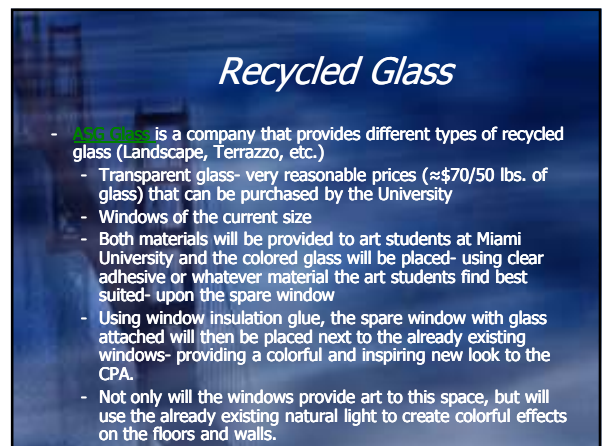 Recycled Glass
- ASG Glass is a company that provides different types of recycled
glass (Landscape, Terrazzo, etc.)
- Transparent glass- very reasonable prices (≈$70/50 lbs. of
glass) that can be purchased by the University
- Windows of the current size
- Both materials will be provided to art students at Miami
University and the colored glass will be placed- using clear
adhesive or whatever material the art students find best
suited- upon the spare window
- Using window insulation glue, the spare window with glass
attached will then be placed next to the already existing
windows- providing a colorful and inspiring new look to the
CPA.
- Not only will the windows provide art to this space, but will
use the already existing natural light to create colorful effects
on the floors and walls.